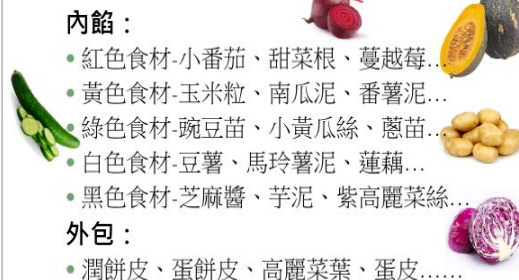 內餡：
• 紅色食材-小番茄、甜菜根、蔓越莓...
• 黃色食材-玉米粒、南瓜泥、番薯泥...
• 綠色食材-豌豆苗、小黃瓜絲、蔥苗...
• 白色食材-豆薯、馬玲薯泥、蓮藕...
• 黑色食材-芝麻醬、芋泥、紫高麗菜絲...
外包：
• 潤餅皮、蛋餅皮、高麗菜葉、蛋皮......